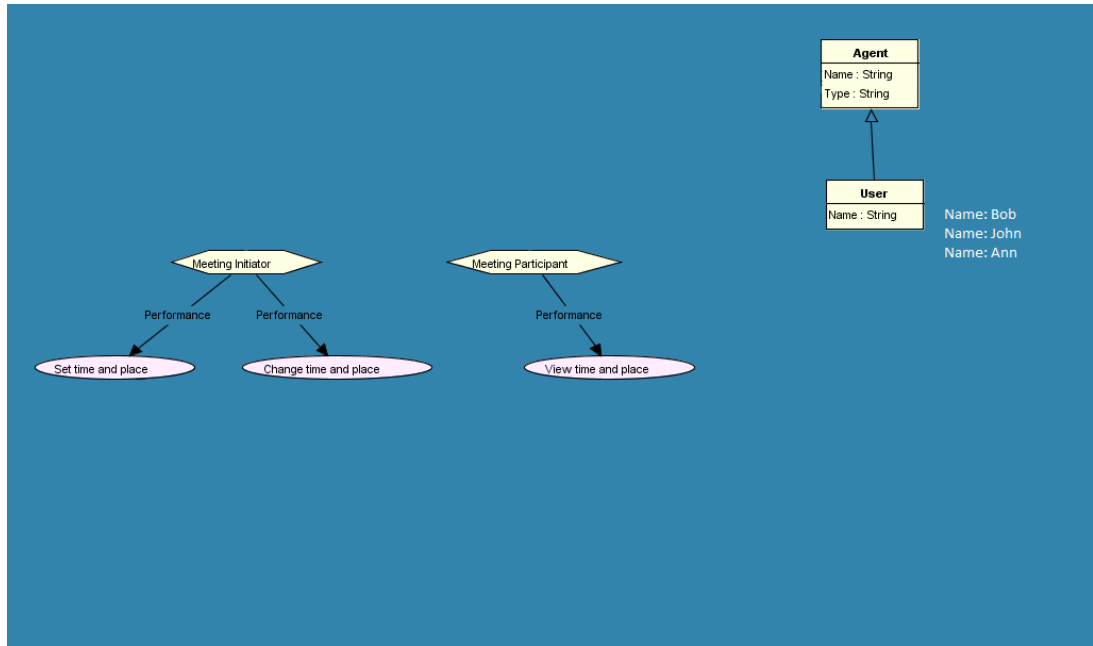 Agent
Name : String
Type : String
User
Name : String
Name: Bob
Name: John
Name: Ann
Meeting Initiator
Meeting Participant
Performance
Performance
Performance
Set time and place
Change time and place
View time and place